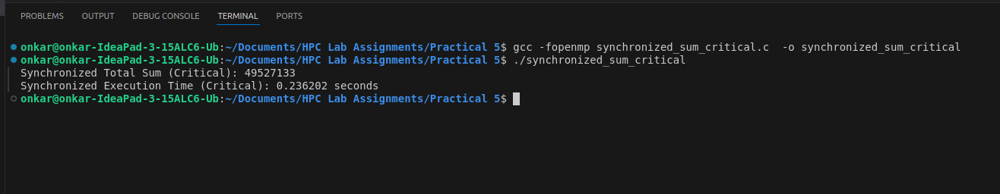 PROBLEMS OUTPUT DEBUG CONSOLE TERMINAL PORTS
onkar@onkar-IdeaPad-3-15ALC6-Ub:~/Documents/HPC Lab Assignments/Practical 5$ gcc -fopenmp synchronized_sum_critical.c  -o synchronized_sum_critical
onkar@onkar-IdeaPad-3-15ALC6-Ub:~/Documents/HPC Lab Assignments/Practical 5$ ./synchronized_sum_critical
Synchronized Total Sum (Critical): 49527133
Synchronized Execution Time (Critical): 0.236202 seconds
onkar@onkar-IdeaPad-3-15ALC6-Ub:~/Documents/HPC Lab Assignments/Practical 5$